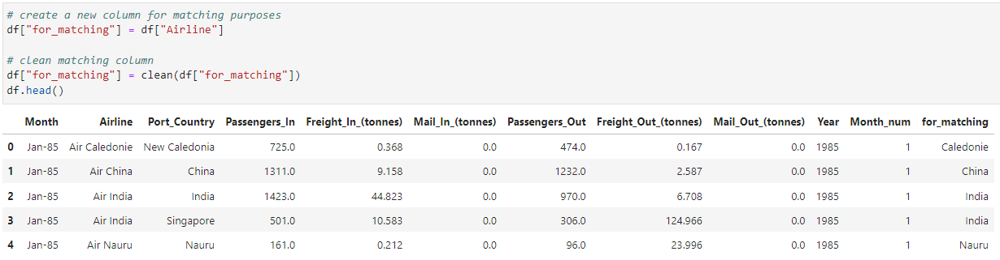 # create a new column for matching purposes
df["for_matching"] = df["Airline"]
# clean matching column
df["for_matching"] = clean(df["for_matching"])
df.head()
Month Airline Port_Country Passengers_In Freight_In_(tonnes) Mail_In_(tonnes) Passengers_Out Freight_Out_(tonnes) Mail_Out_(tonnes) Year Month_num for_matching
0 Jan-85 Air Caledonie New Caledonia 725.0 0.368 0.0 474.0 0.167 0.0 1985 1 Caledonie
1 Jan-85 Air China China 1311.0 9.158 0.0 1232.0 2.587 0.0 1985 1 China
2 Jan-85 Air India India 1423.0 44.823 0.0 970.0 6.708 0.0 1985 1 India
3 Jan-85 Air India Singapore 501.0 10.583 0.0 306.0 124.966 0.0 1985 1 India
4 Jan-85 Air Nauru Nauru 161.0 0.212 0.0 96.0 23.996 0.0 1985 1 Nauru